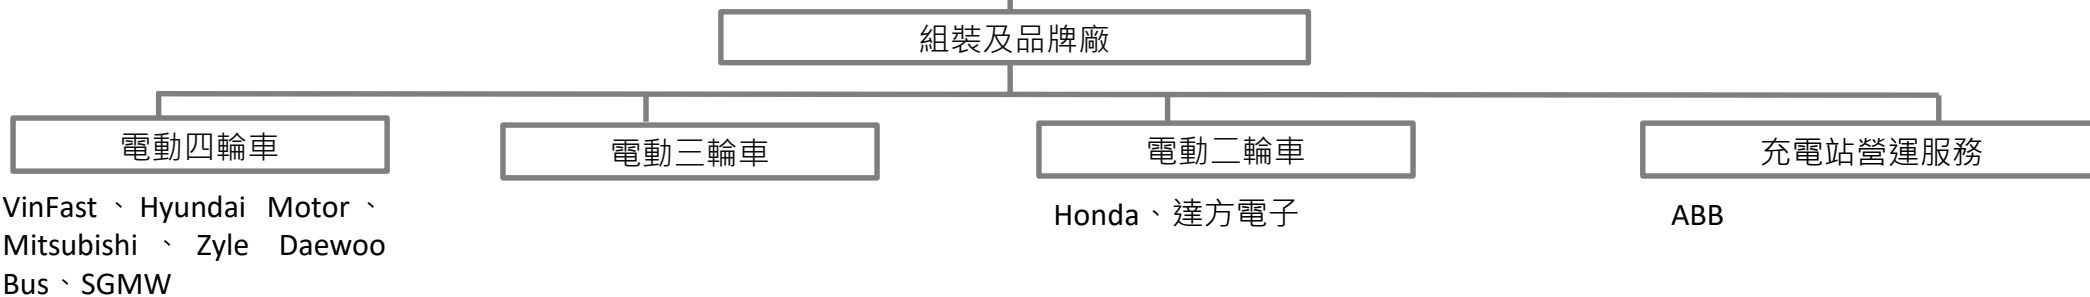 組裝及品牌廠
電動四輪車
電動三輪車
電動二輪車
充電站營運服務
VinFast、Hyundai Motor、
Mitsubishi、Zyle Daewoo
Bus、SGMW
Honda、達方電子
ABB